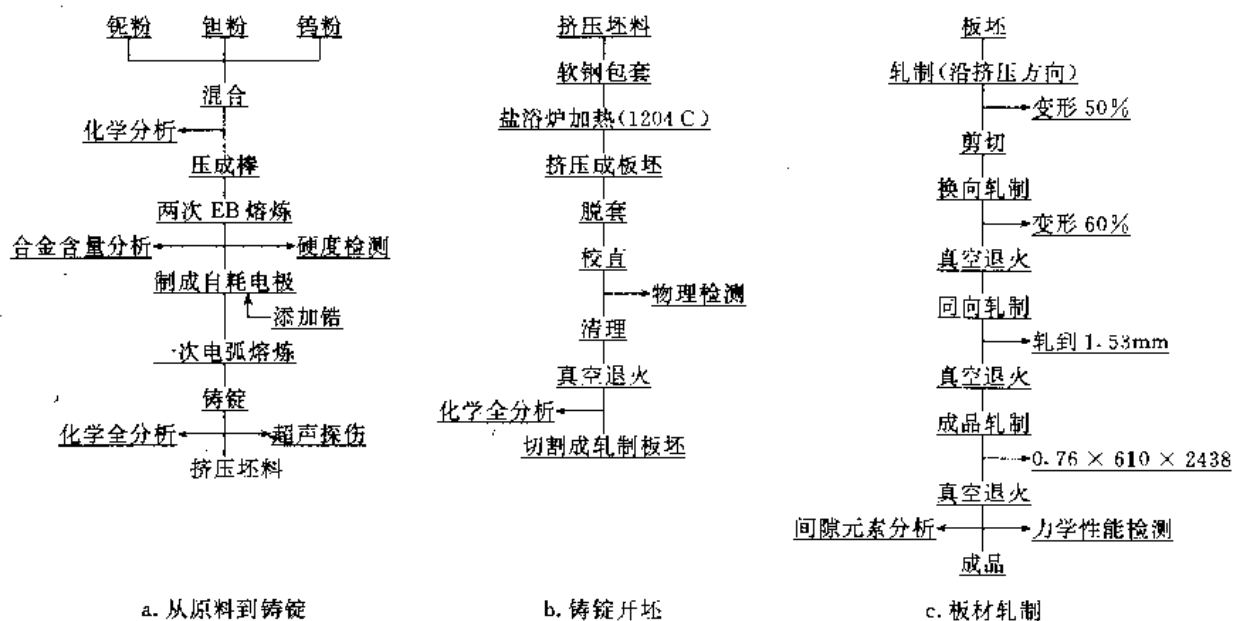 铌粉 钽粉 钨粉
混合
化学分析
压成棒
两次 EB 熔炼
合金含量分析 硬度检测
制成自耗电极
添加锆
一次电弧熔炼
铸锭
化学全分析 超声探伤
挤压坯料
a. 从原料到铸锭
挤压坯料
软钢包套
盐浴炉加热(1204 C)
挤压成板坯
脱套
校直
物理检测
清理
真空退火
化学全分析
切割成轧制板坯
b. 铸锭开坯
板坯
轧制(沿挤压方向)
变形 50%
剪切
换向轧制
变形 60%
真空退火
同向轧制
轧到 1.53mm
真空退火
成品轧制
0.76 × 610 × 2438
真空退火
间隙元素分析 力学性能检测
成品
c. 板材轧制